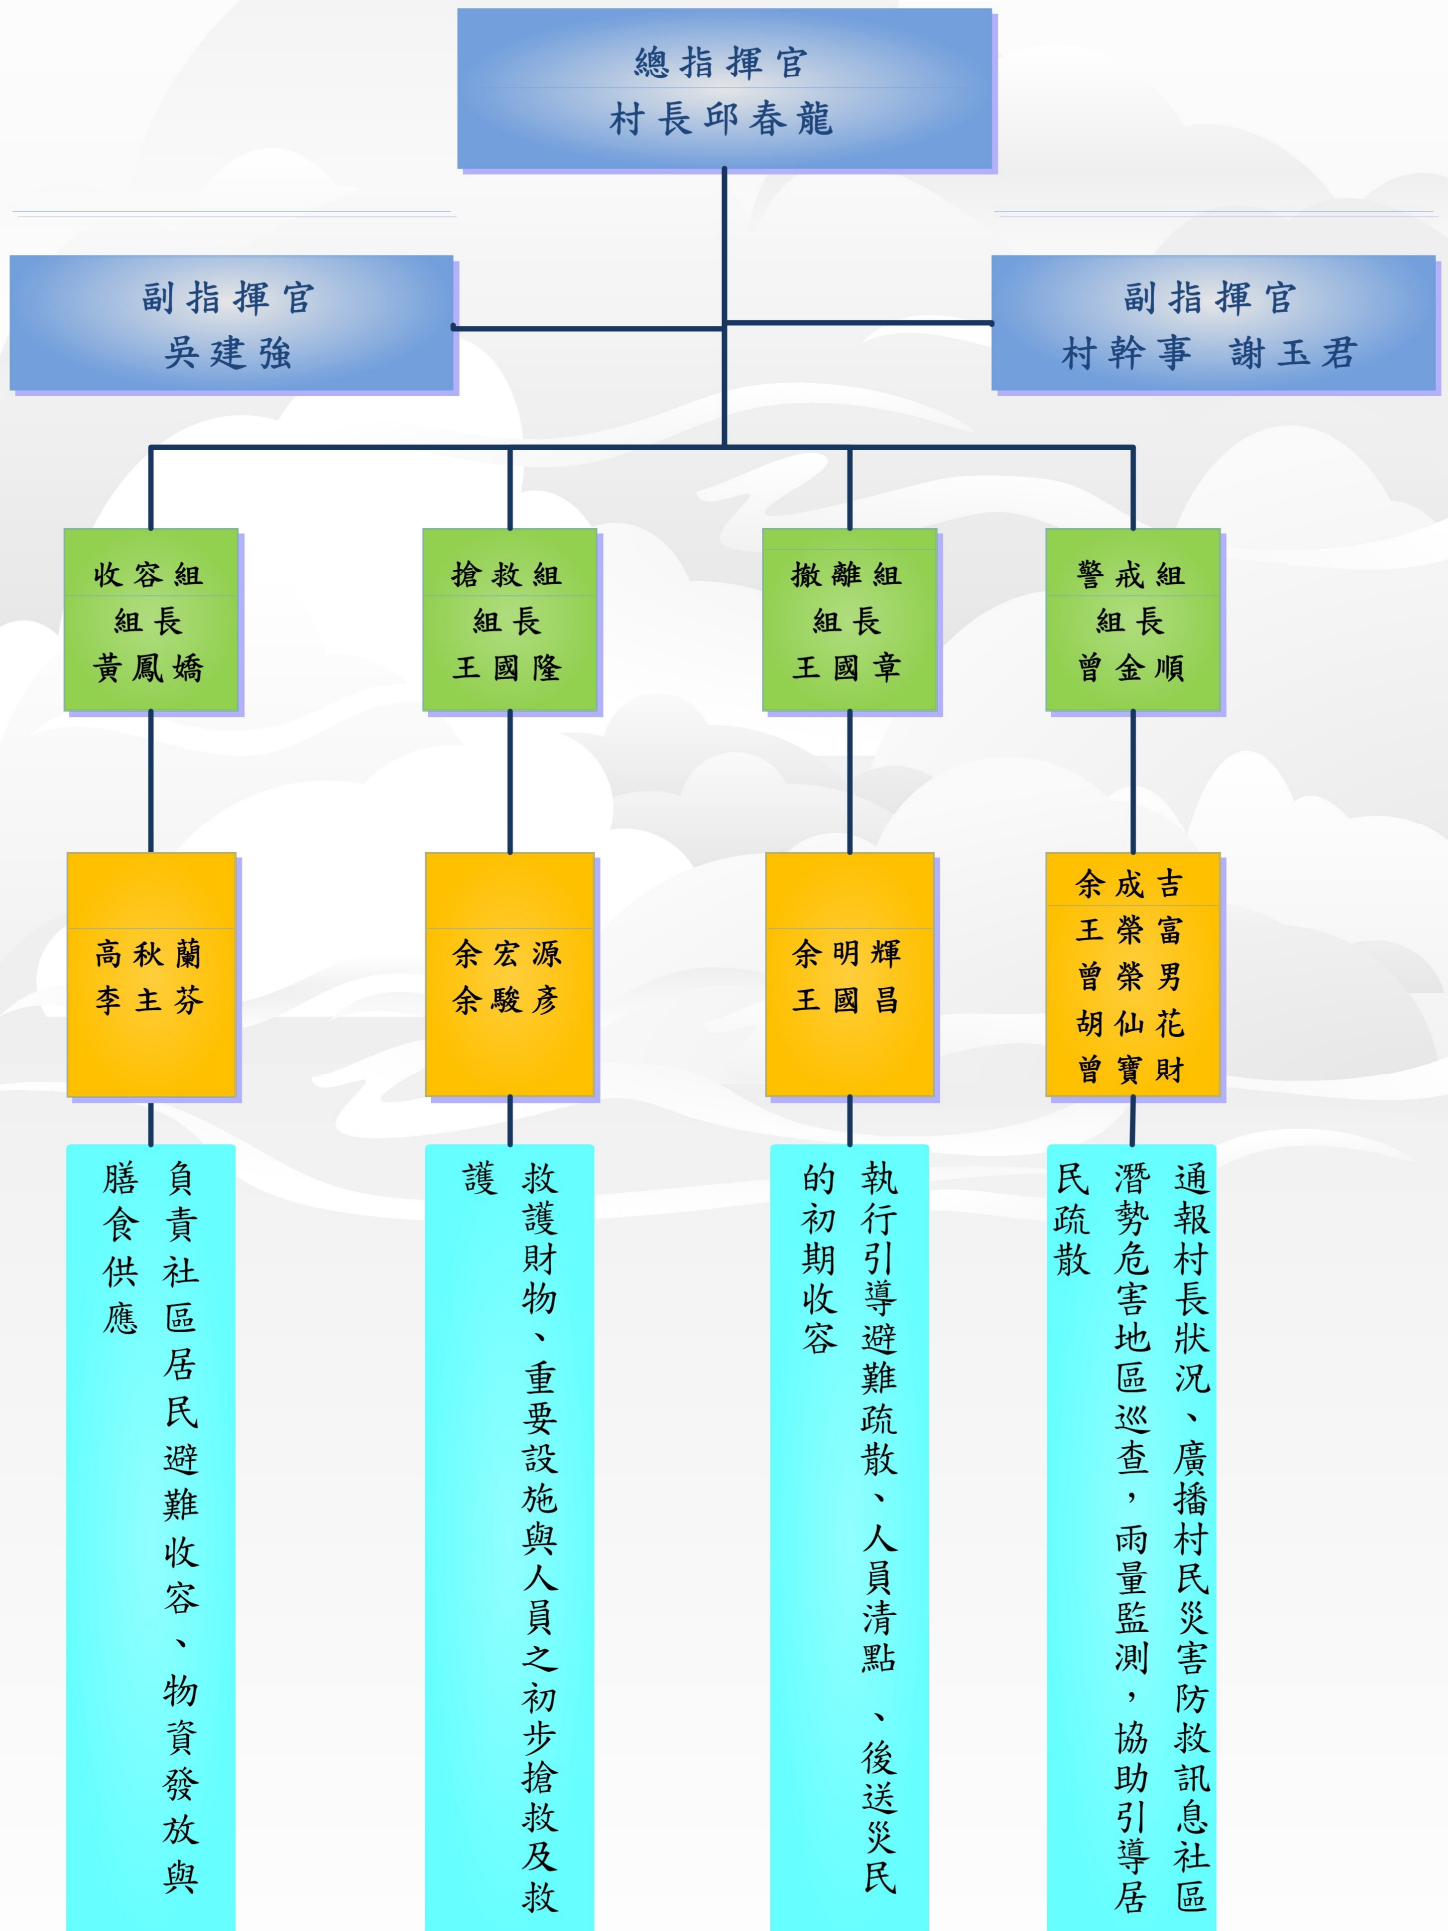 總指揮官
村長邱春龍
副指揮官
吳建強
副指揮官
村幹事 謝玉君
收容組
組長
黃鳳嬌
搶救組
組長
王國隆
撤離組
組長
王國章
警戒組
組長
曾金順
高秋蘭
李主芬
余宏源
余駿彥
余明輝
王國昌
余成吉
王榮富
曾榮男
胡仙花
曾寶財
負責社區居民避難收容、物資發放與
膳食供應
救護財物、重要設施與人員之初步搶救及救
護
執行引導避難疏散、人員清點、後送災民
的初期收容
通報村長狀況、廣播村民災害防救訊息社區
潛勢危害地區巡查，雨量監測，協助引導居
民疏散